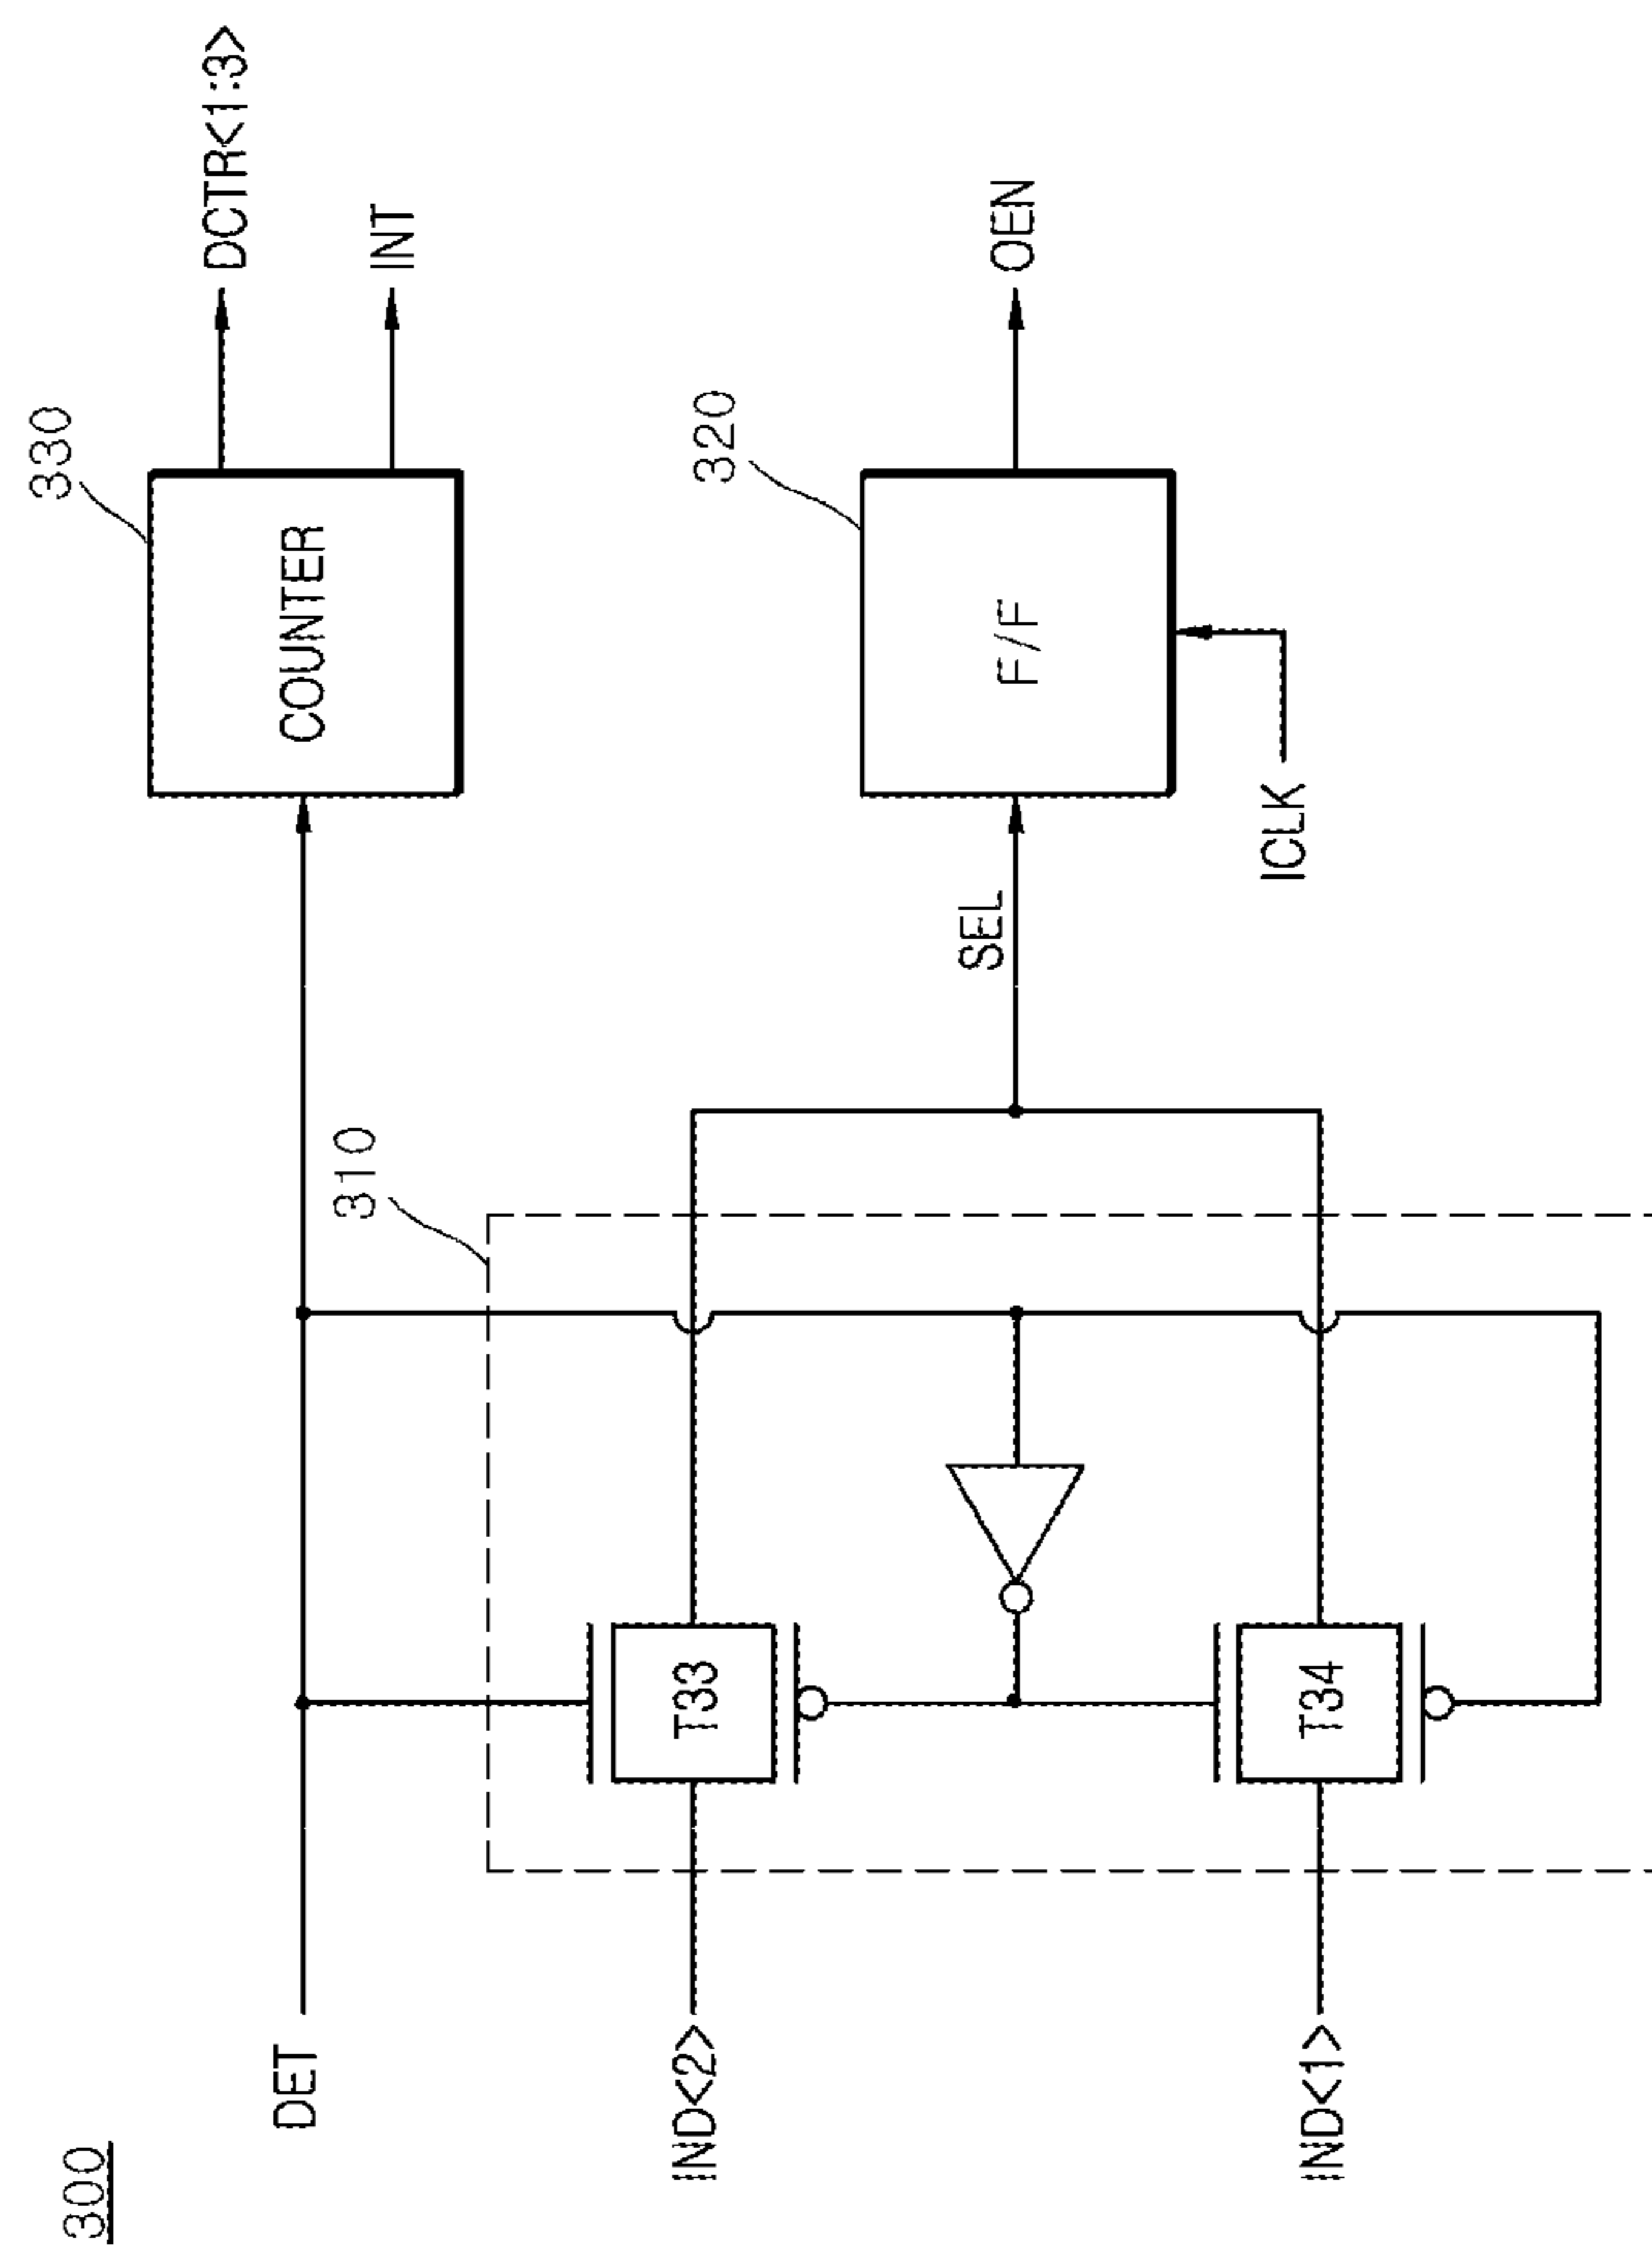 300
330
DET
COUNTER
DCTR<1:3>
INT
310
320
IND<2>
T33
SEL
F/F
OEN
ICLK
IND<1>
T34